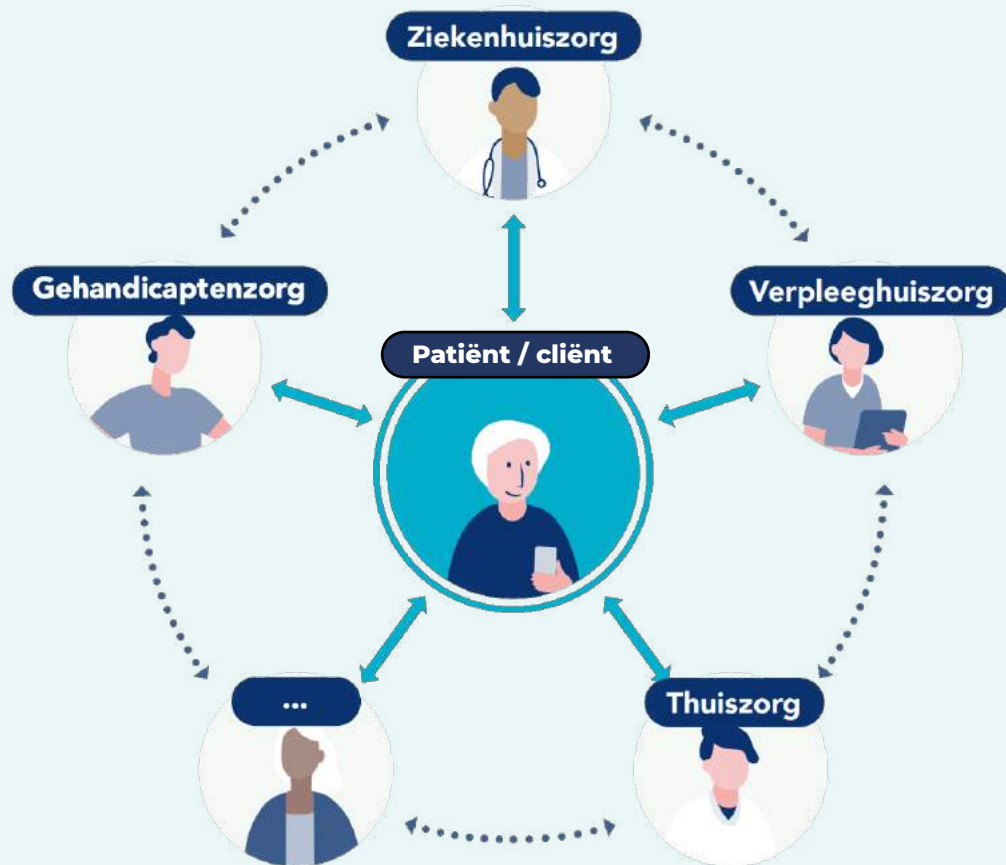 Ziekenhuiszorg
Gehandicaptenzorg
Verpleeghuiszorg
Patiënt / cliënt
...
Thuiszorg